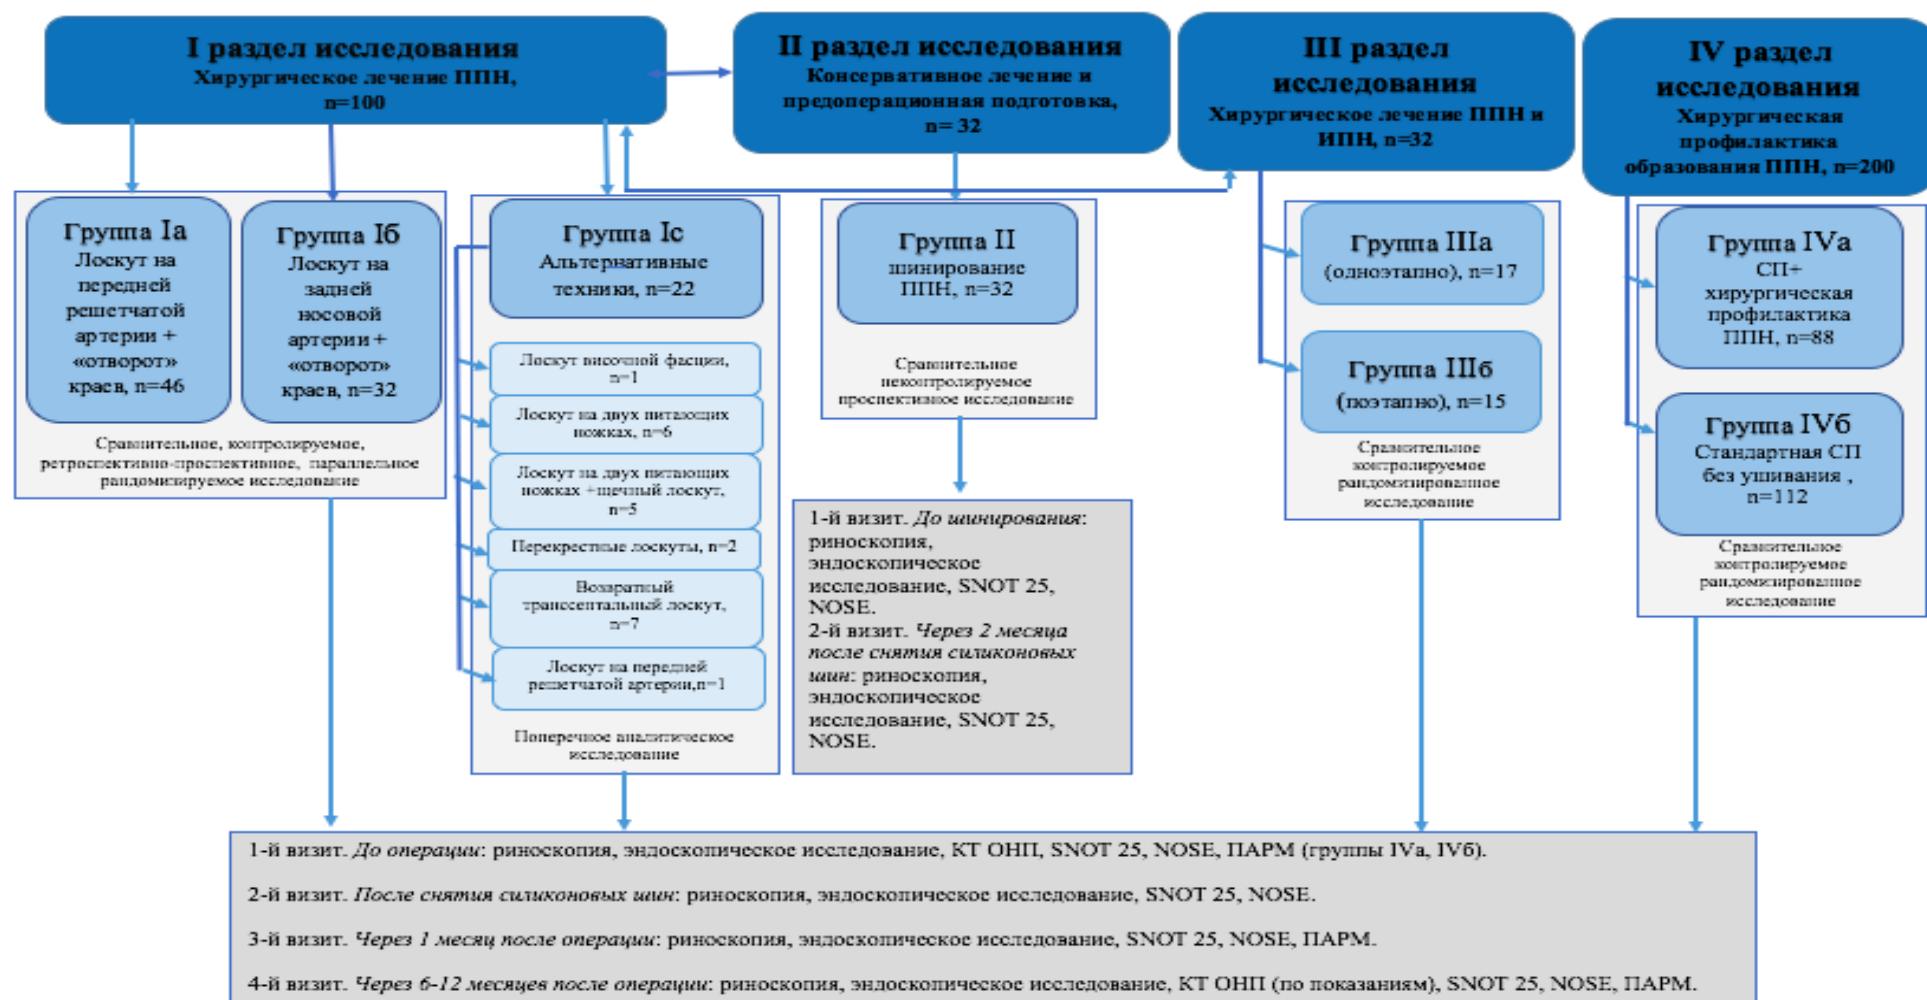 I раздел исследования
Хирургическое лечение ППН,
n=100
II раздел исследования
Консервативное лечение и
предоперационная подготовка,
n= 32
III раздел
исследования
Хирургическое лечение ППН и
ИПН, n=32
IV раздел
исследования
Хирургическая
профилактика
образования ППН, n=200
Группа Iа
Лоскут на
передней
решетчатой
артерии +
«отворот»
краев, n=46
Группа Iб
Лоскут на
задней
носовой
артерии +
«отворот»
краев, n=32
Сравнительное, контролируемое,
ретроспективно-проспективное, параллельное
рандомизируемое исследование
Группа Iс
Альтернативные
техники, n=22
Лоскут височной фасции,
n=1
Лоскут на двух питающих
ножках, n=6
Лоскут на двух питающих
ножках +щечный лоскут,
n=5
Перекрестные лоскуты, n=2
Возвратный
транссептальный лоскут,
n=7
Лоскут на передней
решетчатой артерии,n=1
Поперечное аналитическое
исследование
Группа II
шинирование
ППН, n=32
Сравнительное
неконтролируемое
проспективное исследование
1-й визит. До шинирования:
риноскопия,
эндоскопическое
исследование, SNOT 25,
NOSE.
2-й визит. Через 2 месяца
после снятия силиконовых
шин: риноскопия,
эндоскопическое
исследование, SNOT 25,
NOSE.
Группа IIIа
(одноэтапно), n=17
Группа IIIб
(поэтапно), n=15
Сравнительное
контролируемое
рандомизированное
исследование
Группа IVа
СП+
хирургическая
профилактика
ППН, n=88
Группа IVб
Стандартная СП
без ушивания ,
n=112
Сравнительное
контролируемое
рандомизированное
исследование
1-й визит. До операции: риноскопия, эндоскопическое исследование, КТ ОНП, SNOT 25, NOSE, ПАРМ (группы IVа, IVб).
2-й визит. После снятия силиконовых шин: риноскопия, эндоскопическое исследование, SNOT 25, NOSE.
3-й визит. Через 1 месяц после операции: риноскопия, эндоскопическое исследование, SNOT 25, NOSE, ПАРМ.
4-й визит. Через 6-12 месяцев после операции: риноскопия, эндоскопическое исследование, КТ ОНП (по показаниям), SNOT 25, NOSE, ПАРМ.